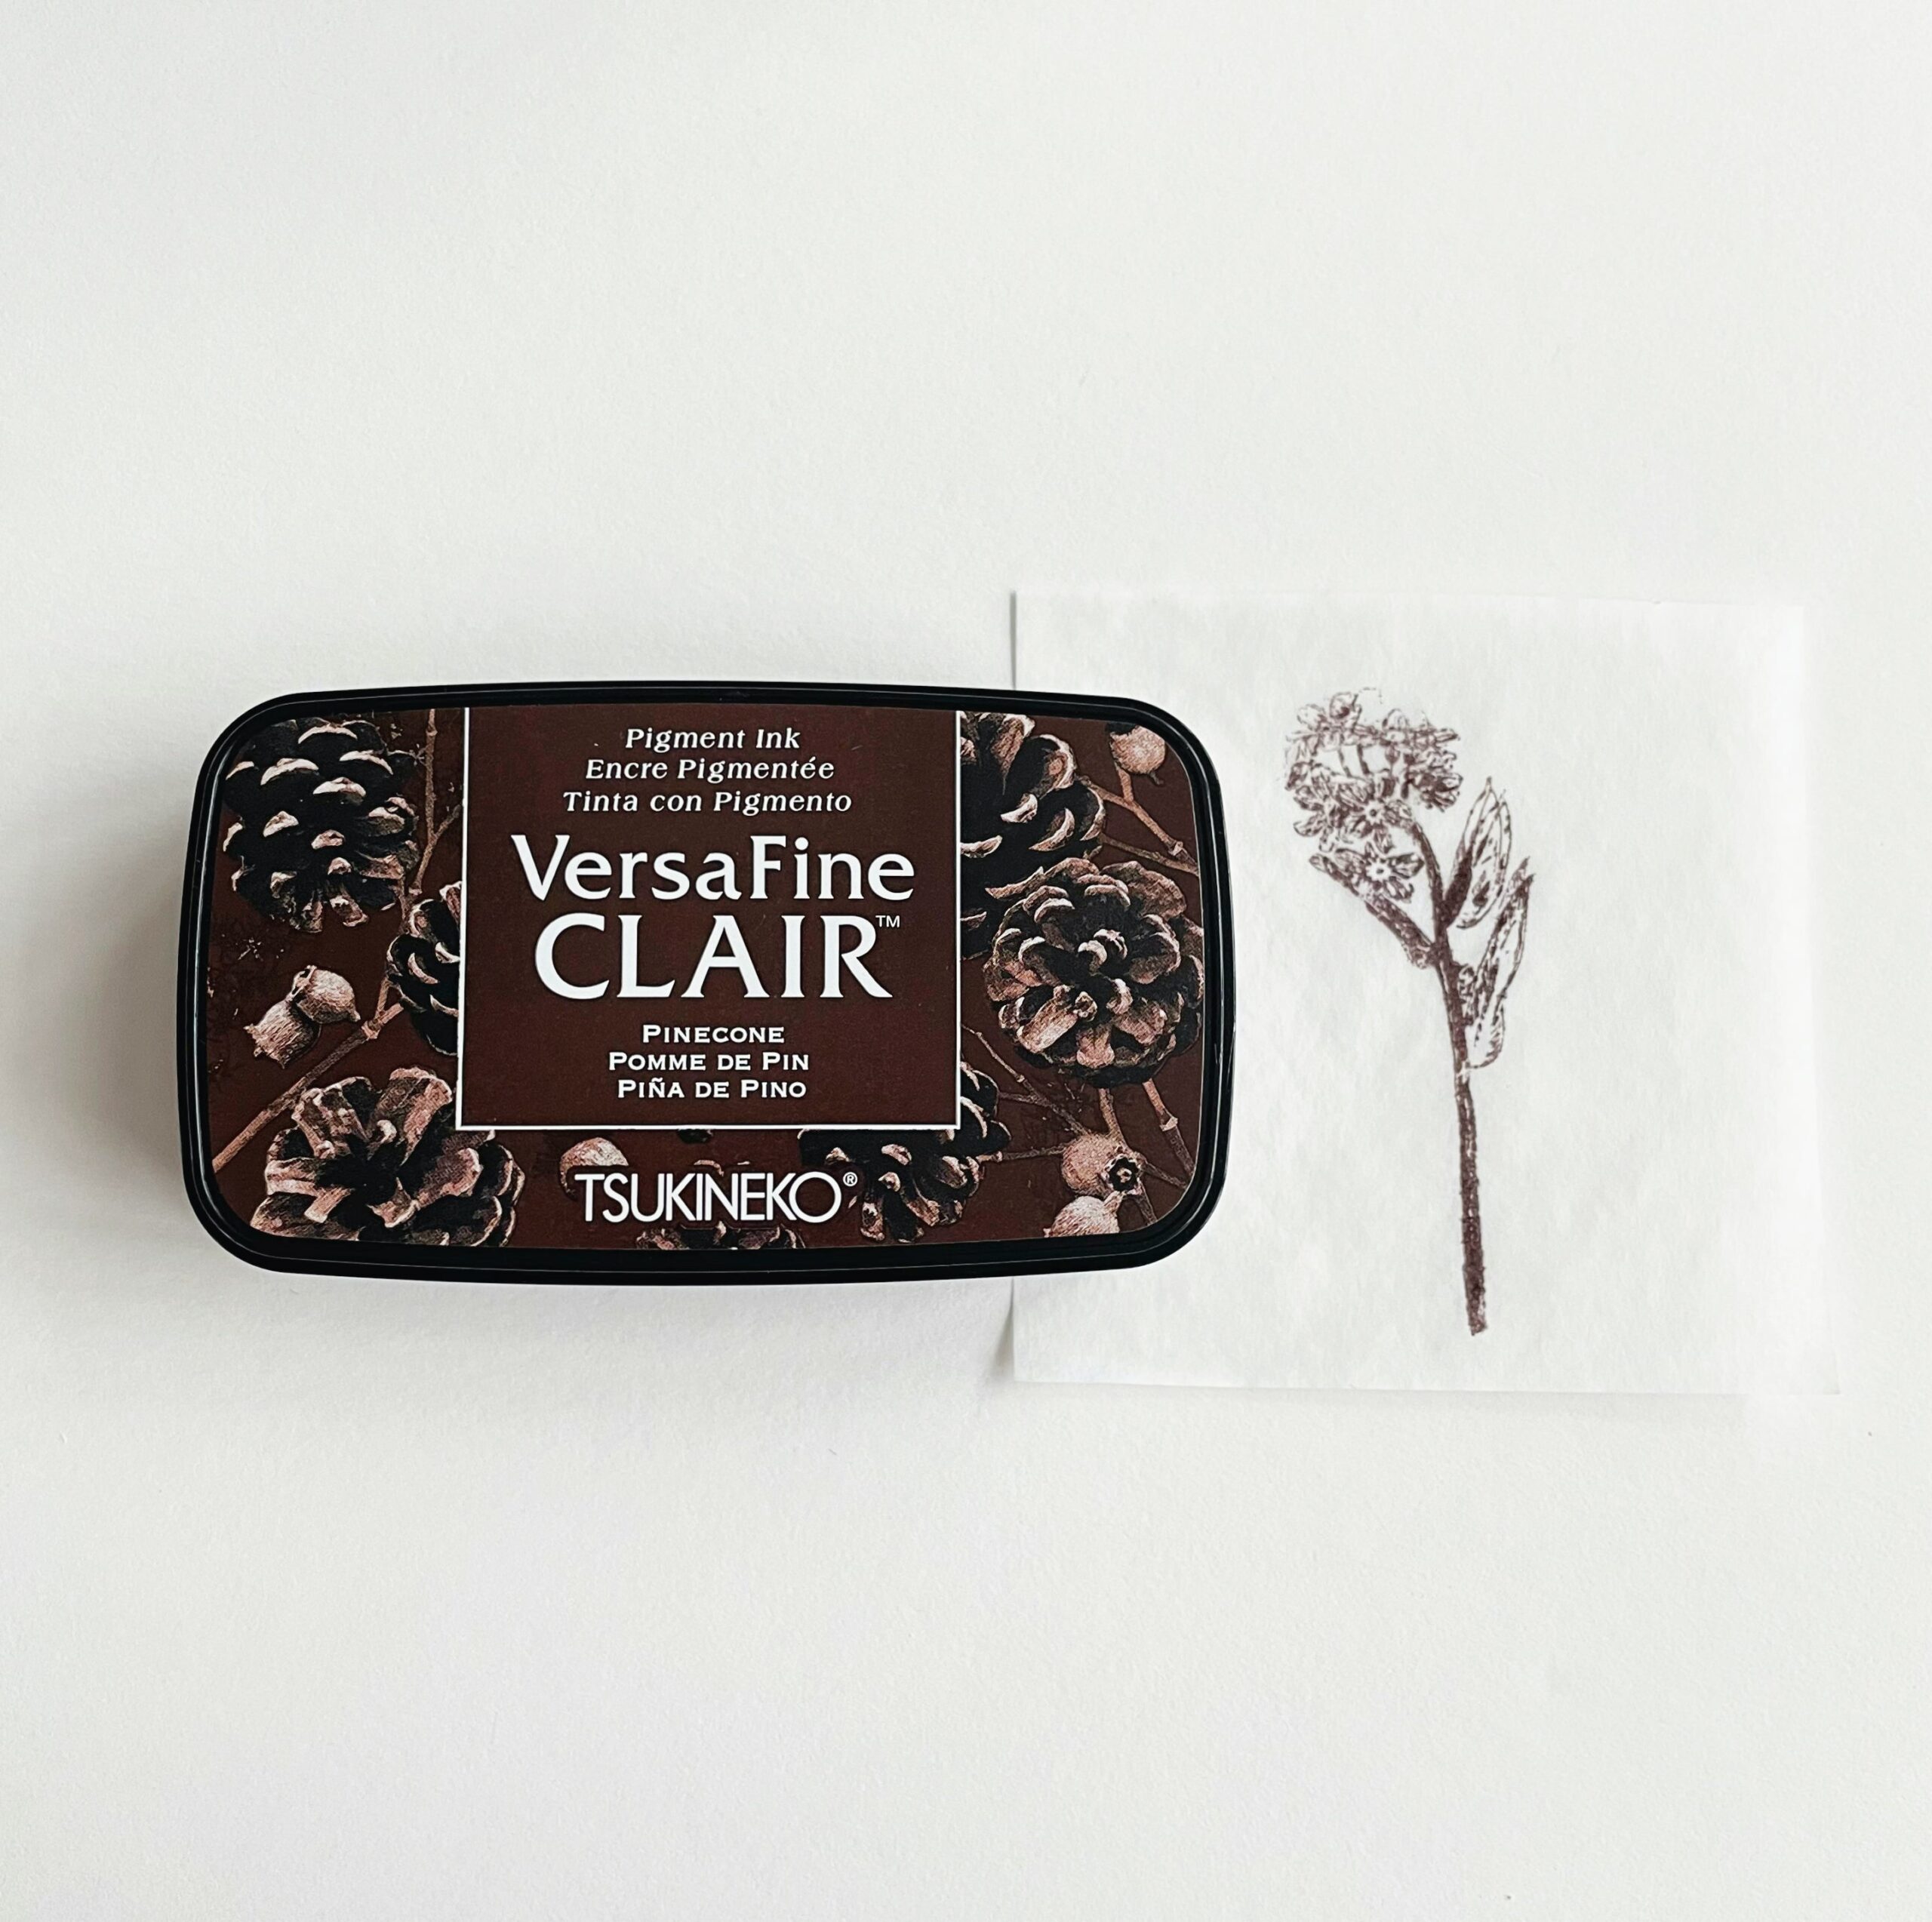 Pigment Ink
Encre Pigmentée
Tinta con Pigmento
VersaFine
CLAIR™
PINECONE
POMME DE PIN
PIÑA DE PINO
TSUKINEKO®